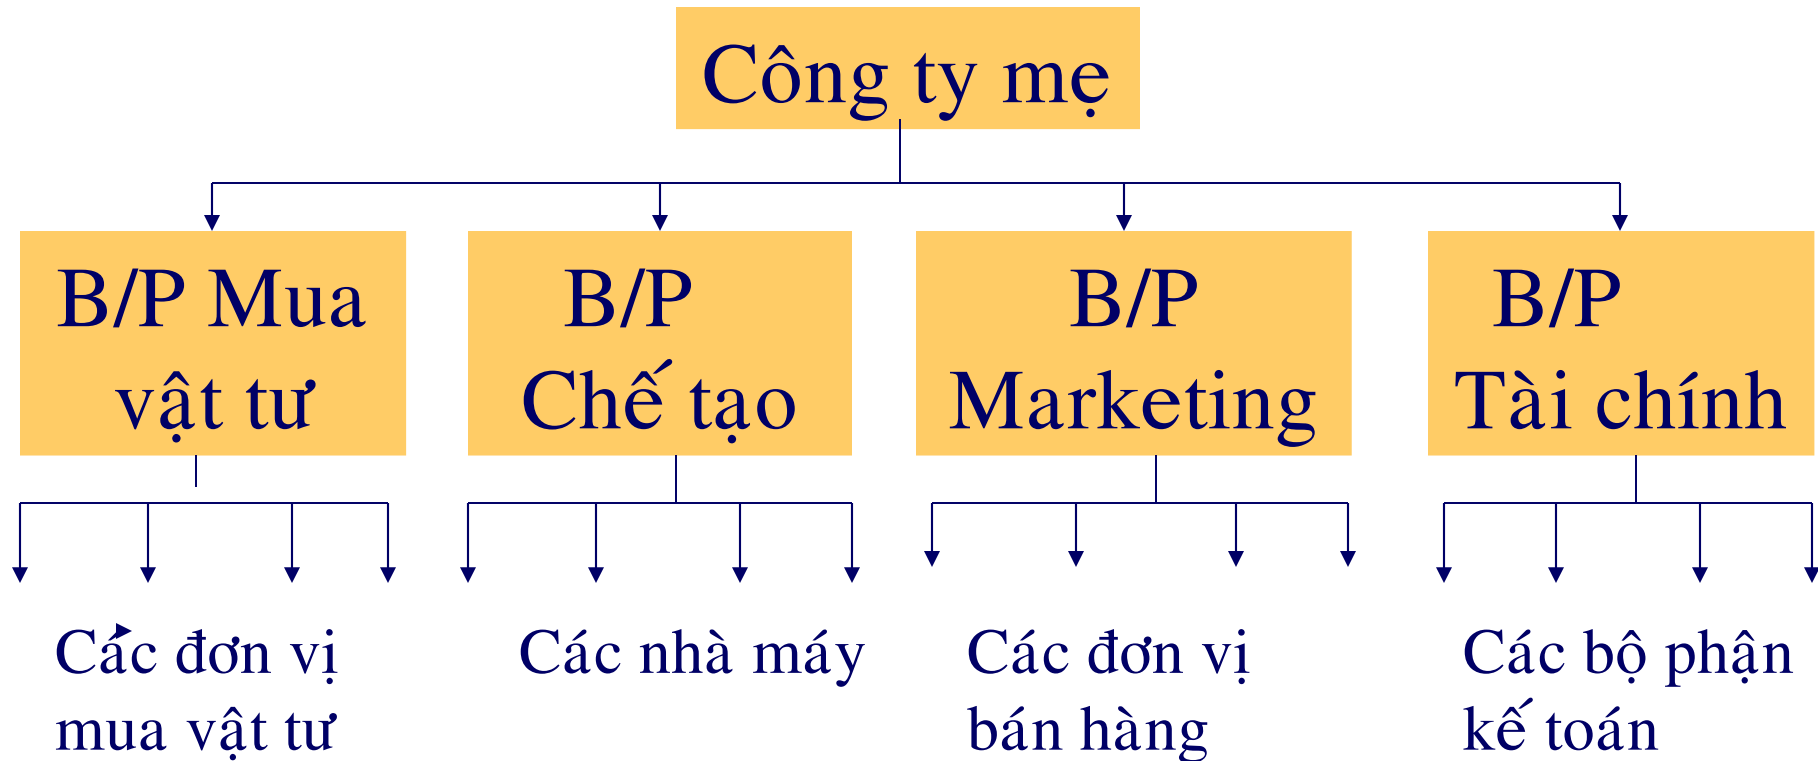 Công ty mẹ
B/P Mua
vật tư
B/P
Chế tạo
B/P
Marketing
B/P
Tài chính
Các đơn vị
mua vật tư
Các nhà máy
Các đơn vị
bán hàng
Các bộ phận
kế toán